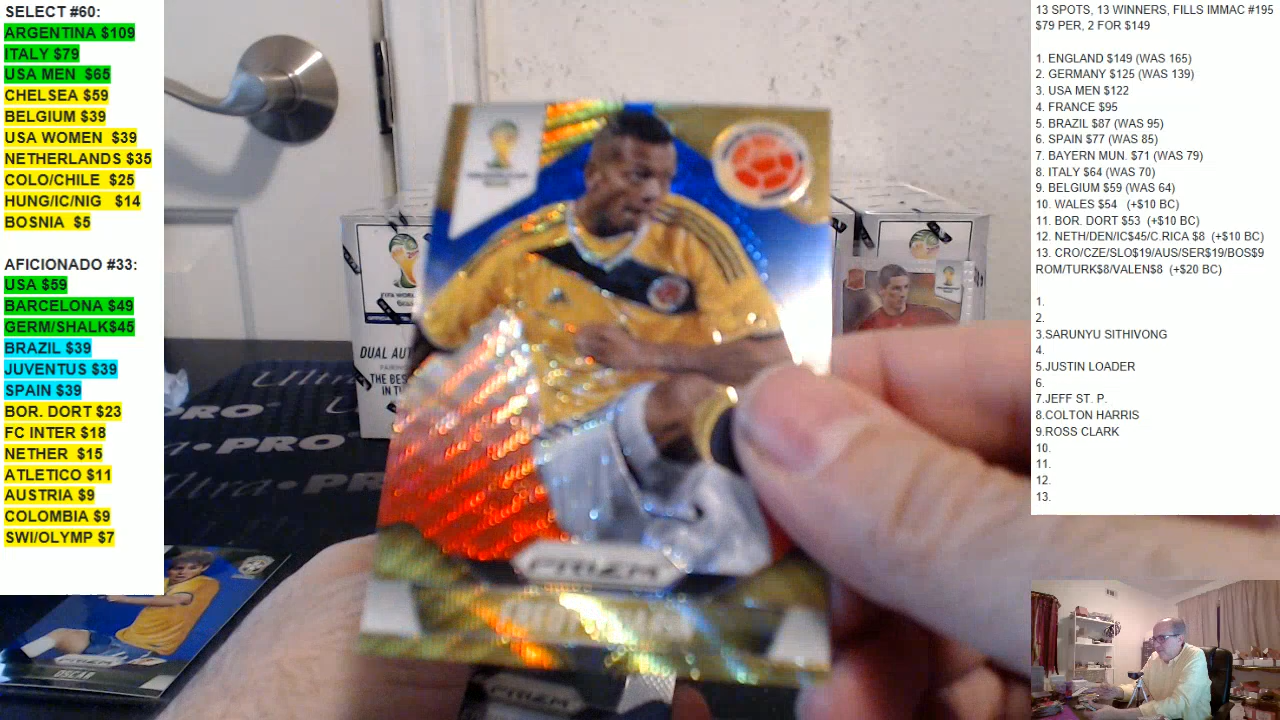 SELECT #60:
ARGENTINA $109
ITALY $79
USA MEN $65
CHELSEA $59
BELGIUM $39
USA WOMEN $39
NETHERLANDS $35
COLO/CHILE $25
HUNG/IC/NIG $14
BOSNIA $5
AFICIONADO #33:
USA $59
BARCELONA $49
GERM/SHALK$45
BRAZIL $39
JUVENTUS $39
SPAIN $39
BOR. DORT $23
FC INTER $18
NETHER $15
ATLETICO $11
AUSTRIA $9
COLOMBIA $9
SWI/OLYMP $7
13 SPOTS, 13 WINNERS, FILLS IMMAC #195
$79 PER, 2 FOR $149
1. ENGLAND $149 (WAS 165)
2. GERMANY $125 (WAS 139)
3. USA MEN $122
4. FRANCE $95
5. BRAZIL $87 (WAS 95)
6. SPAIN $77 (WAS 85)
7. BAYERN MUN. $71 (WAS 79)
8. ITALY $64 (WAS 70)
9. BELGIUM $59 (WAS 64)
10. WALES $54 (+$10 BC)
11. BOR. DORT $53 (+$10 BC)
12. NETH/DEN/IC$45/C.RICA $8 (+$10 BC)
13. CRO/CZE/SLO$19/AUS/SER$19/BOS$9
ROM/TURK$8/VALEN$8 (+$20 BC)
1.
2.
3.SARUNYU SITHIVONG
4.
5.JUSTIN LOADER
6.
7.JEFF ST. P.
8.COLTON HARRIS
9.ROSS CLARK
10.
11.
12.
13.
DUAL AUT
THE BES
IN T
Ultra
PRO
Ultra PRO
PRIZM
PRIZM
OSCAR
PRIZM